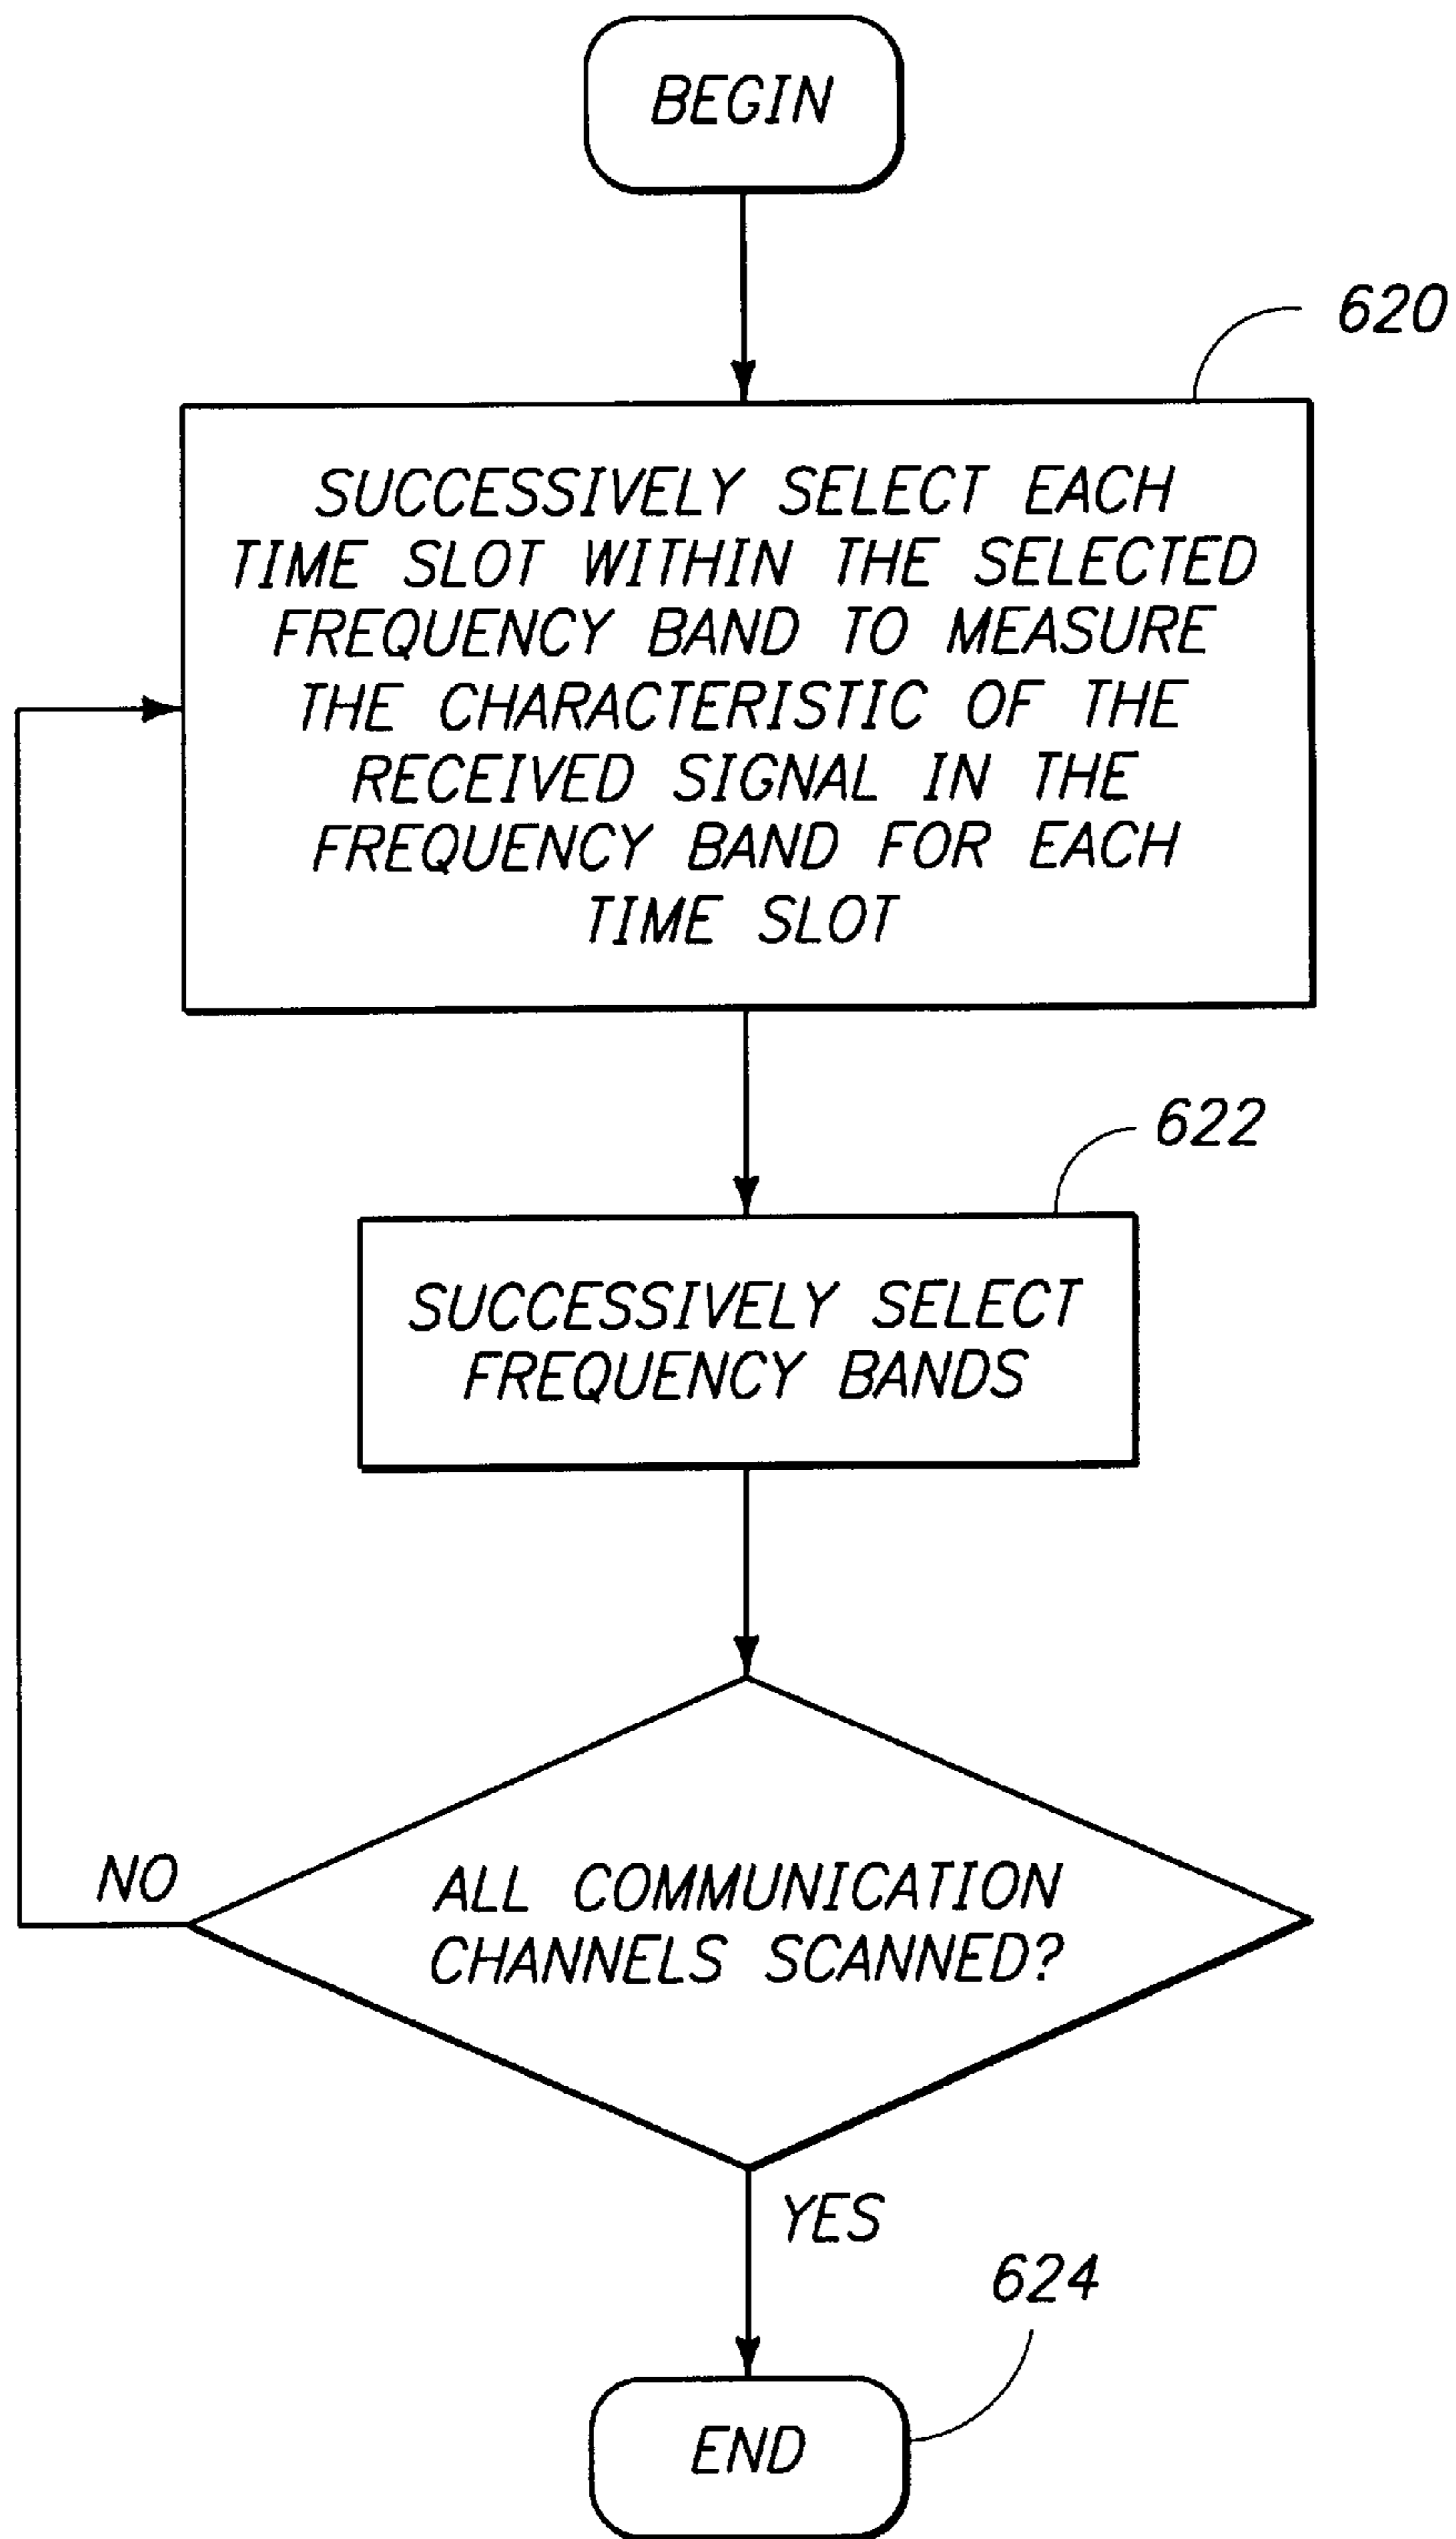 BEGIN
620
SUCCESSIVELY SELECT EACH
TIME SLOT WITHIN THE SELECTED
FREQUENCY BAND TO MEASURE
THE CHARACTERISTIC OF THE
RECEIVED SIGNAL IN THE
FREQUENCY BAND FOR EACH
TIME SLOT
622
SUCCESSIVELY SELECT
FREQUENCY BANDS
NO
ALL COMMUNICATION
CHANNELS SCANNED?
YES
624
END